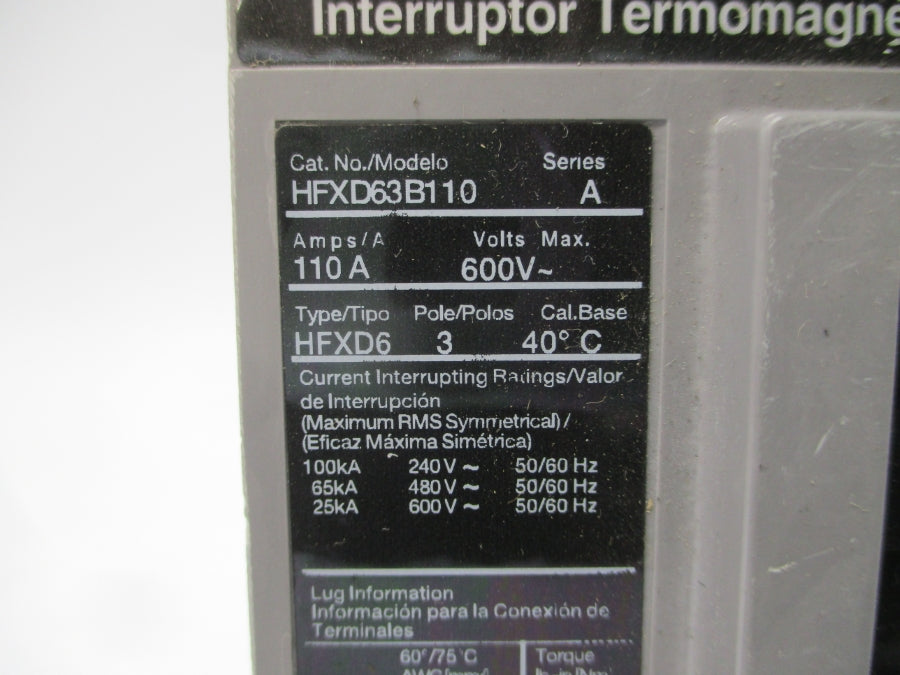 Interruptor Termomagne
Cat. No./Modelo Series
HFXD63B110 A
Amps/A Volts Max.
110 A 600V~
Type/Tipo Pole/Polos Cal.Base
HFXD6 3 40° C
Current Interrupting Ratings/Valor
de Interrupción
(Maximum RMS Symmetrical) /
(Eficaz Máxima Simétrica)
100kA 240V ~ 50/60 Hz
65kA 480V ~ 50/60 Hz
25kA 600V ~ 50/60 Hz
Lug Information
Información para la Conexión de
Terminales
60°/75°C Torque